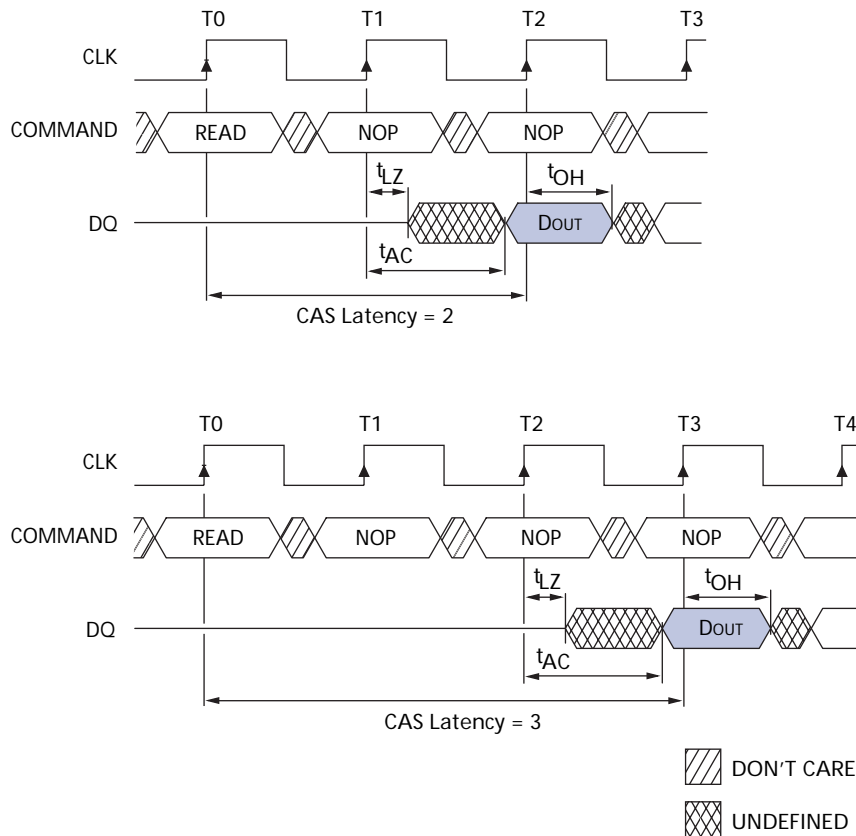 T0 T1 T2 T3
CLK
COMMAND READ NOP NOP
tLZ tOH
DQ DOUT
tAC
CAS Latency = 2
T0 T1 T2 T3 T4
CLK
COMMAND READ NOP NOP NOP
tLZ tOH
DQ DOUT
tAC
CAS Latency = 3
DON'T CARE
UNDEFINED